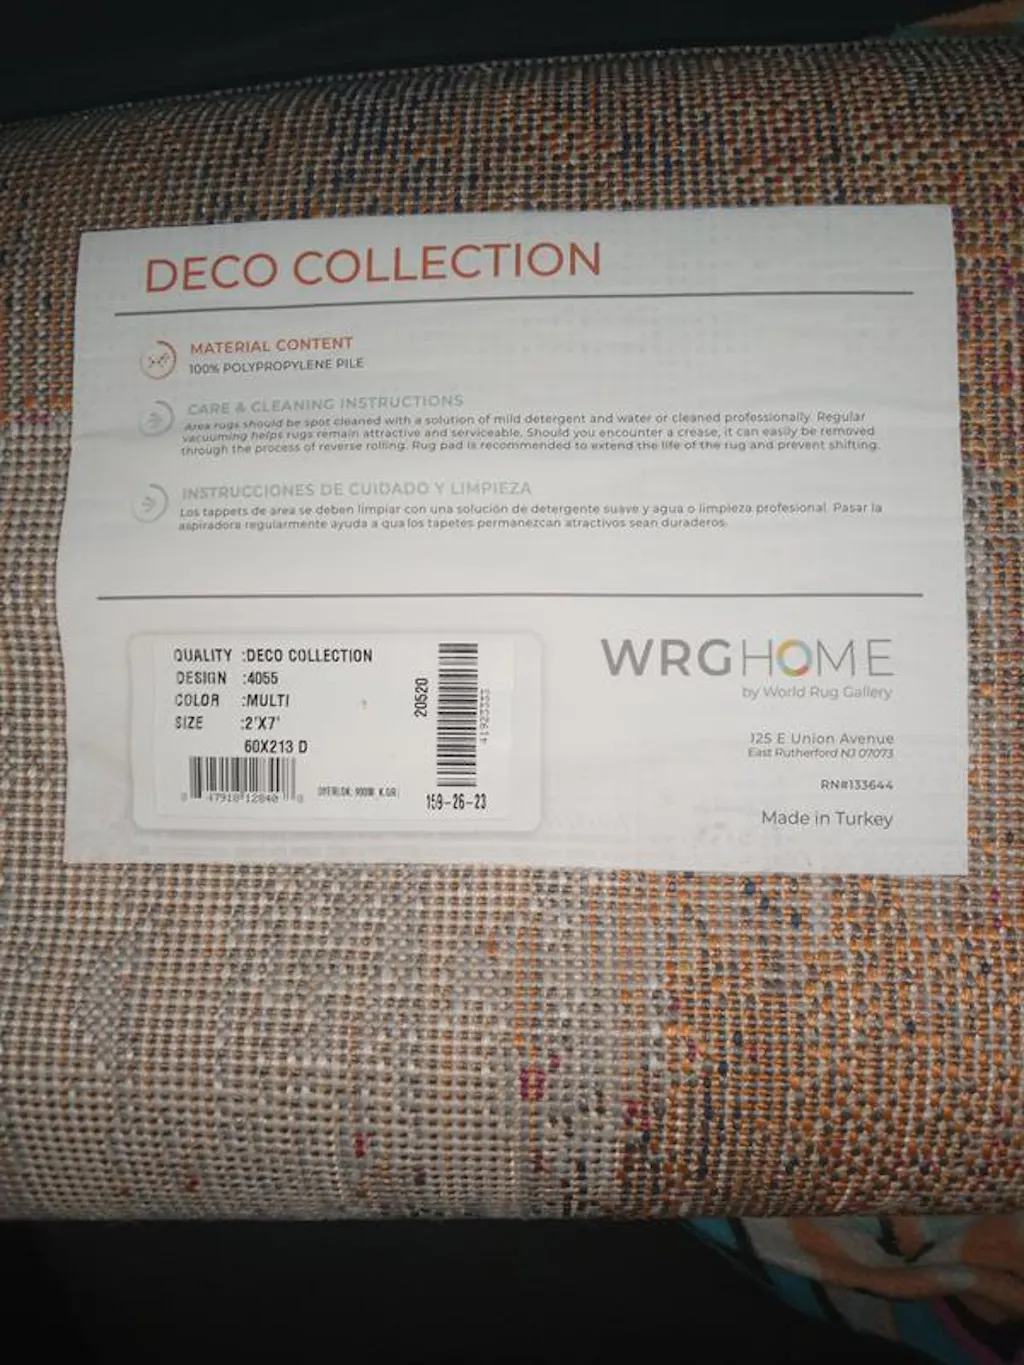 DECO COLLECTION
MATERIAL CONTENT
100% POLYPROPYLENE PILE
CARE & CLEANING INSTRUCTIONS
Area rugs should be spot cleaned with a solution of mild detergent and water or cleaned professionally. Regular
vacuuming helps rugs remain attractive and serviceable. Should you encounter a crease, it can easily be removed
through the process of reverse rolling. Rug pad is recommended to extend the life of the rug and prevent shifting.
INSTRUCCIONES DE CUIDADO Y LIMPIEZA
Los tappets de area se deben limpiar con una solución de detergente suave y agua o limpieza profesional. Pasar la
aspiradora regularmente ayuda a qua los tapetes permanezcan atractivos sean duraderos.
QUALITY :DECO COLLECTION
DESIGN :4055
COLOR :MULTI
SIZE :2'X7'
60X213 D
0 47918 12840 8
20520
159-26-23
WRGHOME
by World Rug Gallery
125 E Union Avenue
East Rutherford NJ 07073
RN#133644
Made in Turkey